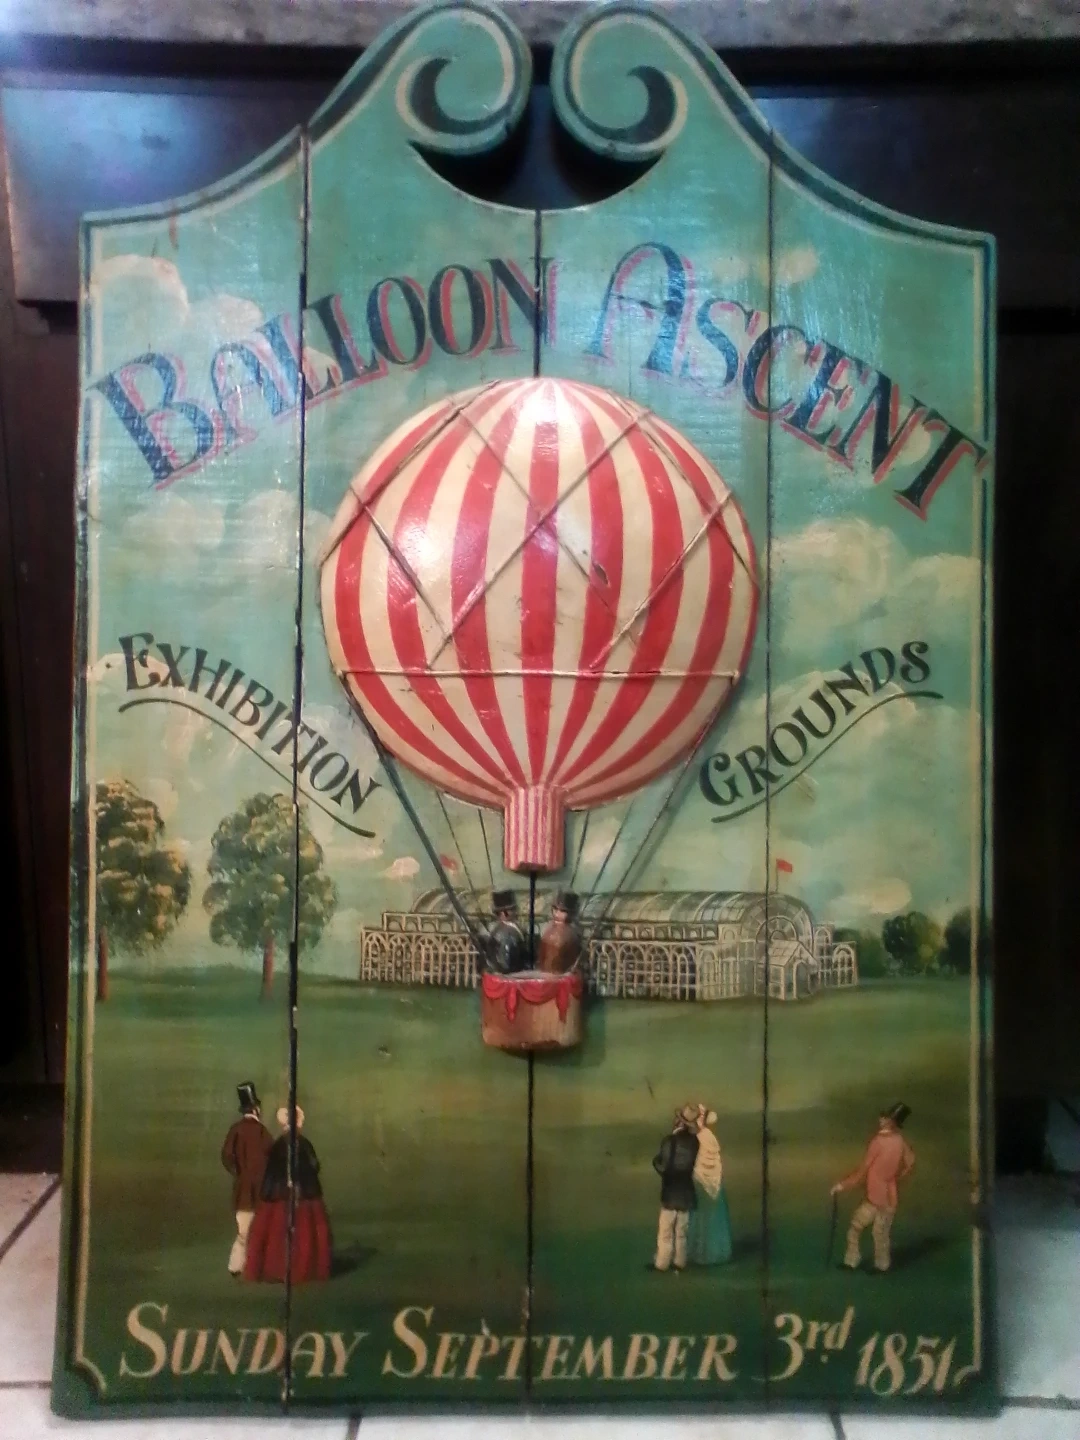 BALLOON ASCENT
EXHIBITION GROUNDS
SUNDAY SEPTEMBER 3rd 1851